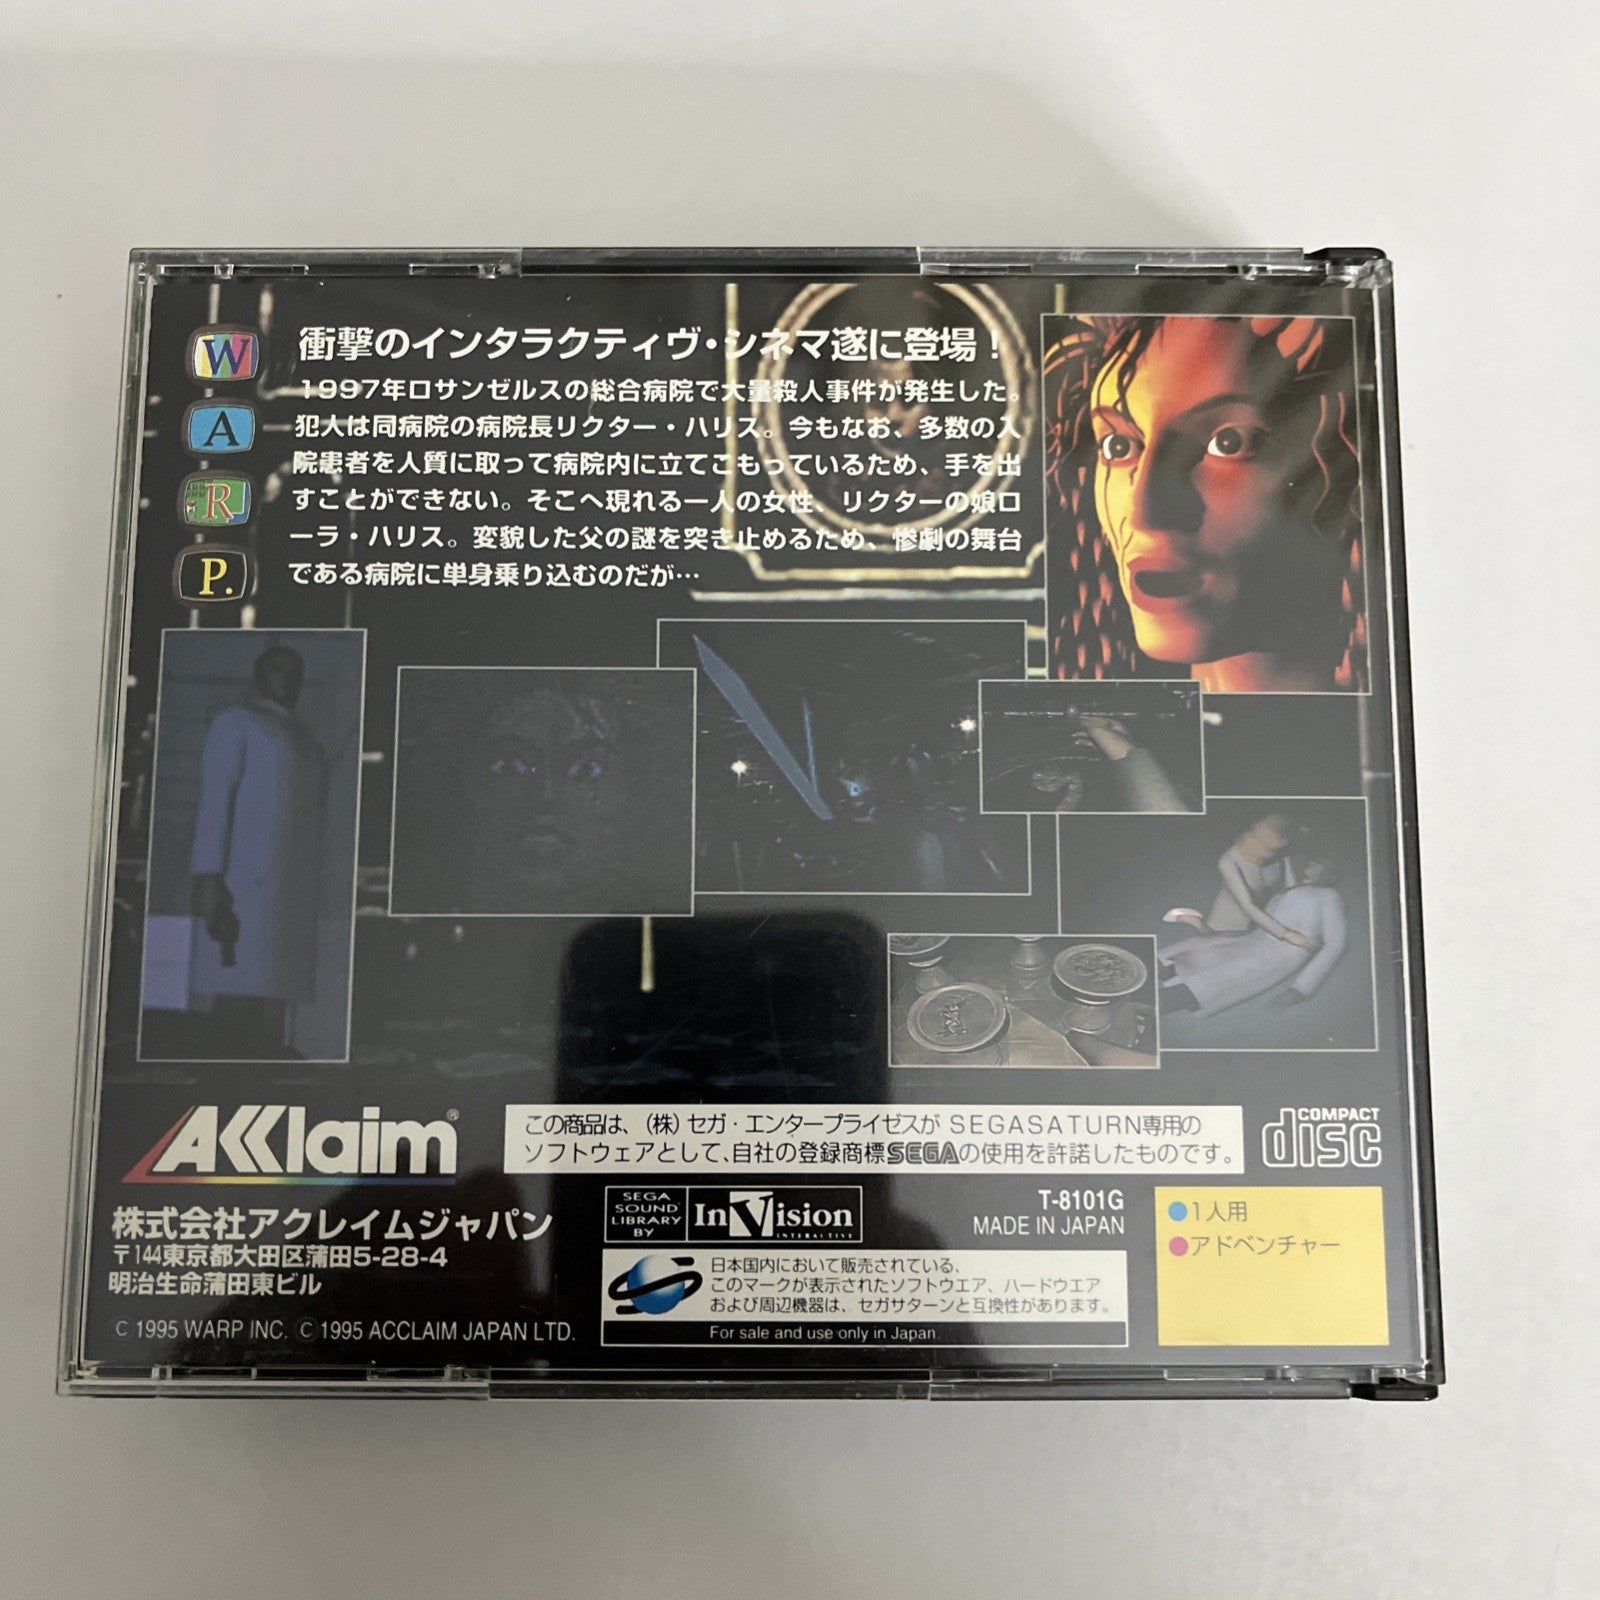 W
A
R
P.
衝撃のインタラクティヴ・シネマ遂に登場！
1997年ロサンゼルスの総合病院で大量殺人事件が発生した。
犯人は同病院の病院長リクター・ハリス。今もなお、多数の入
院患者を人質に取って病院内に立てこもっているため、手を出
すことができない。そこへ現れる一人の女性、リクターの娘ロ
ーラ・ハリス。変貌した父の謎を突き止めるため、惨劇の舞台
である病院に単身乗り込むのだが…
AKKlaim®
株式会社アクレイムジャパン
〒144東京都大田区蒲田5-28-4
明治生命蒲田東ビル
C 1995 WARP INC. © 1995 ACCLAIM JAPAN LTD.
この商品は、(株)セガ・エンタープライゼスが SEGASATURN専用の
ソフトウェアとして、自社の登録商標SEGAの使用を許諾したものです。
COMPACT
disc
SEGA
SOUND
LIBRARY
BY
InVision
INTERACTIVE
T-8101G
MADE IN JAPAN
日本国内において販売されている、
このマークが表示されたソフトウエア、ハードウエア
および周辺機器は、セガサターンと互換性があります。
For sale and use only in Japan.
●1人用
●アドベンチャー